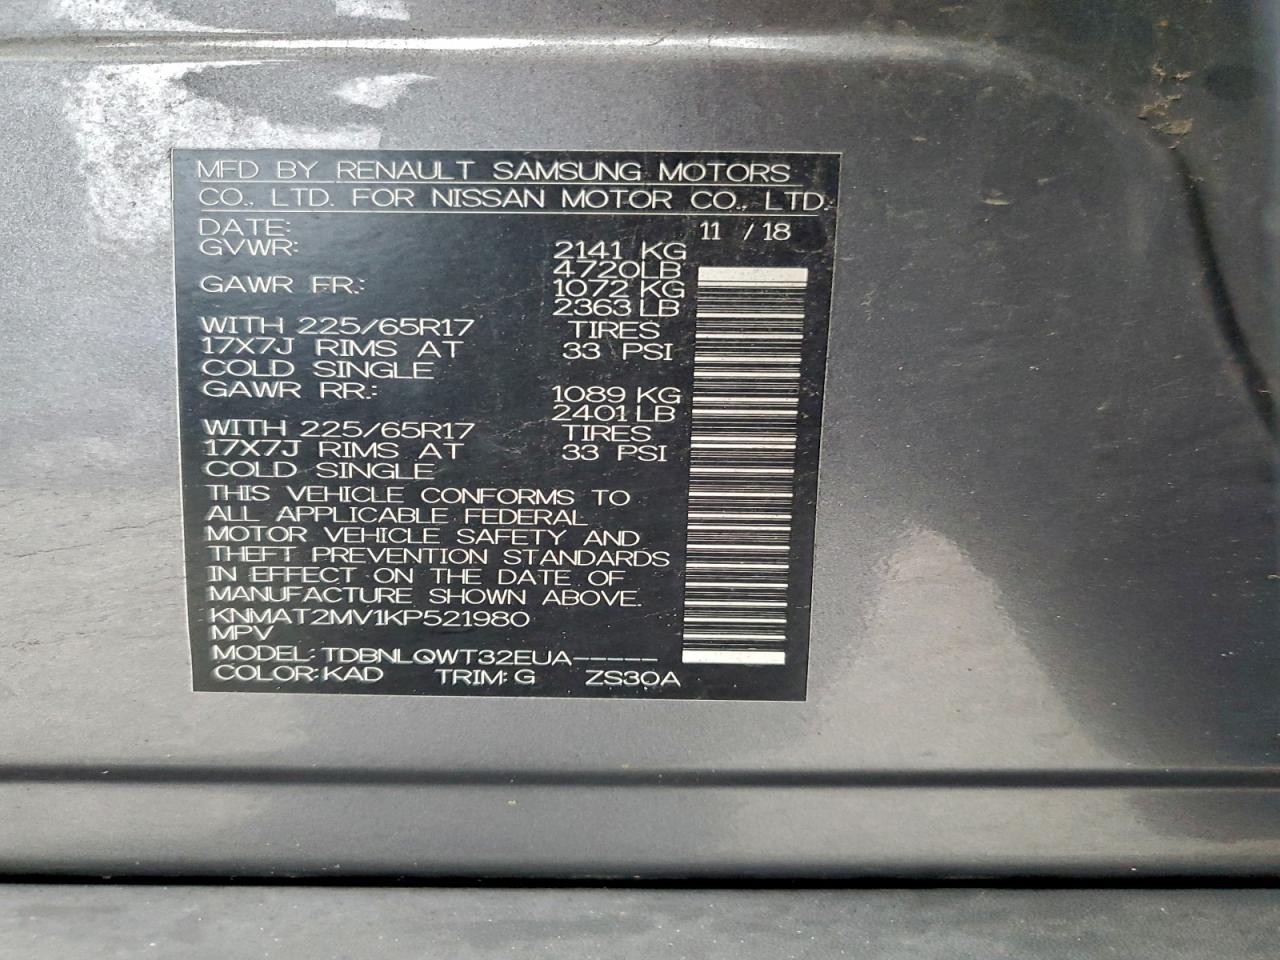 MFD BY RENAULT SAMSUNG MOTORS
CO., LTD. FOR NISSAN MOTOR CO., LTD.
DATE: 11 / 18
GVWR: 2141 KG
4720LB
GAWR FR.: 1072 KG
2363 LB
WITH 225/65R17 TIRES
17X7J RIMS AT 33 PSI
COLD SINGLE
GAWR RR.: 1089 KG
2401 LB
WITH 225/65R17 TIRES
17X7J RIMS AT 33 PSI
COLD SINGLE
THIS VEHICLE CONFORMS TO
ALL APPLICABLE FEDERAL
MOTOR VEHICLE SAFETY AND
THEFT PREVENTION STANDARDS
IN EFFECT ON THE DATE OF
MANUFACTURE SHOWN ABOVE.
KNMAT2MV1KP521980
MPV
MODEL: TDBNLQWT32EUA-----
COLOR: KAD TRIM: G ZS30A